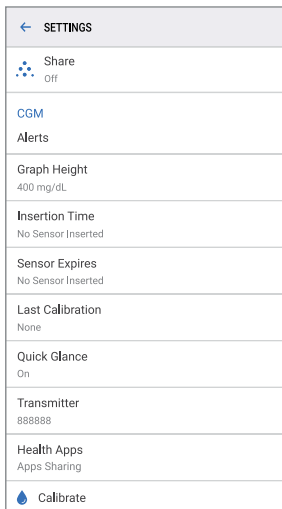 SETTINGS
Share
Off
CGM
Alerts
Graph Height
400 mg/dL
Insertion Time
No Sensor Inserted
Sensor Expires
No Sensor Inserted
Last Calibration
None
Quick Glance
On
Transmitter
888888
Health Apps
Apps Sharing
Calibrate